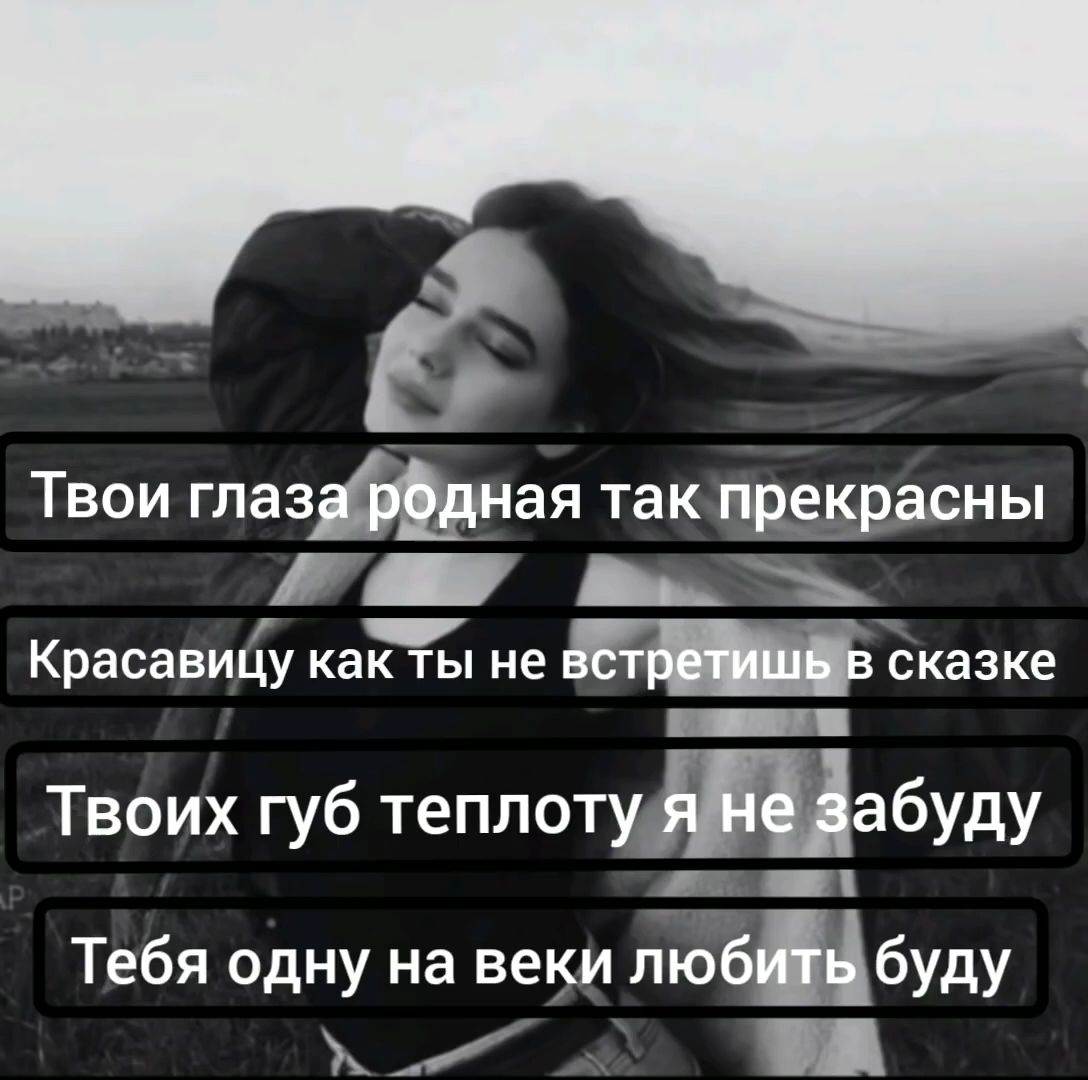 Твои глаза родная так прекрасны
Красавицу как ты не встретишь в сказке
Твоих губ теплоту я не забуду
АР
Тебя одну на веки любить буду